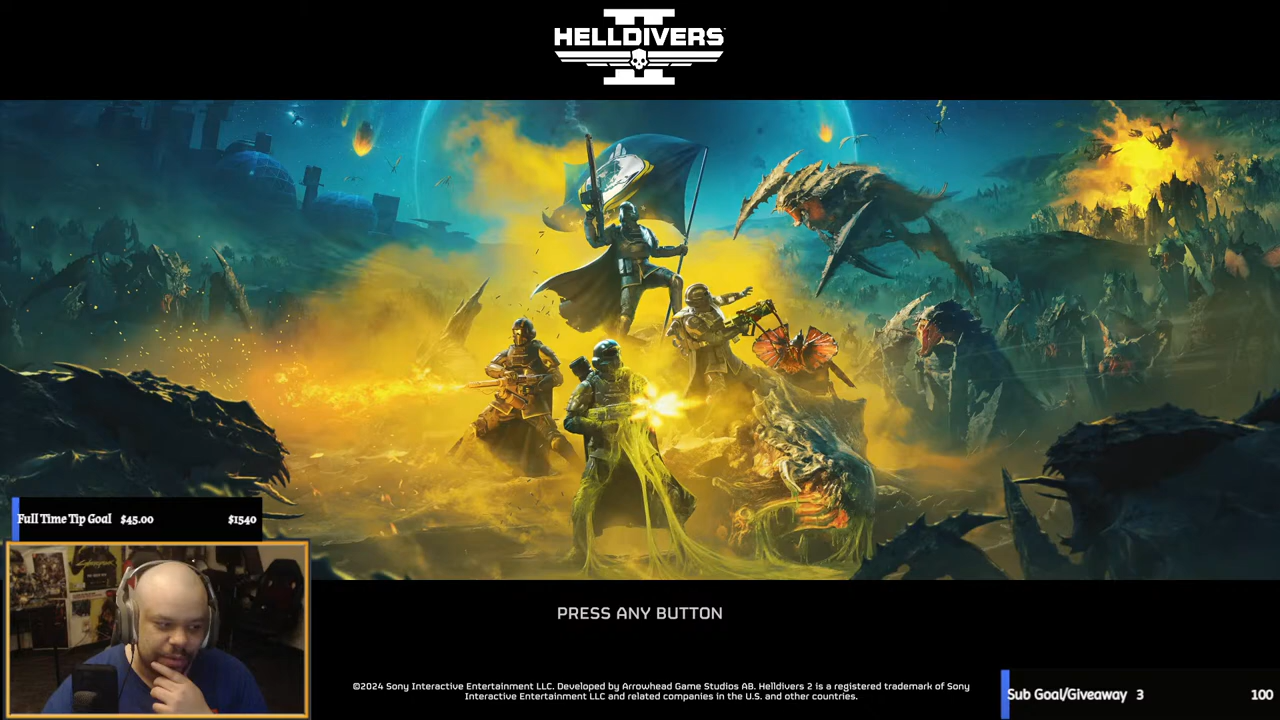 HELLDIVERS
II
Full Time Tip Goal $45.00 $1540
PRESS ANY BUTTON
©2024 Sony Interactive Entertainment LLC. Developed by Arrowhead Game Studios AB. Helldivers 2 is a registered trademark of Sony
Interactive Entertainment LLC and related companies in the U.S. and other countries.
Sub Goal/Giveaway 3 100